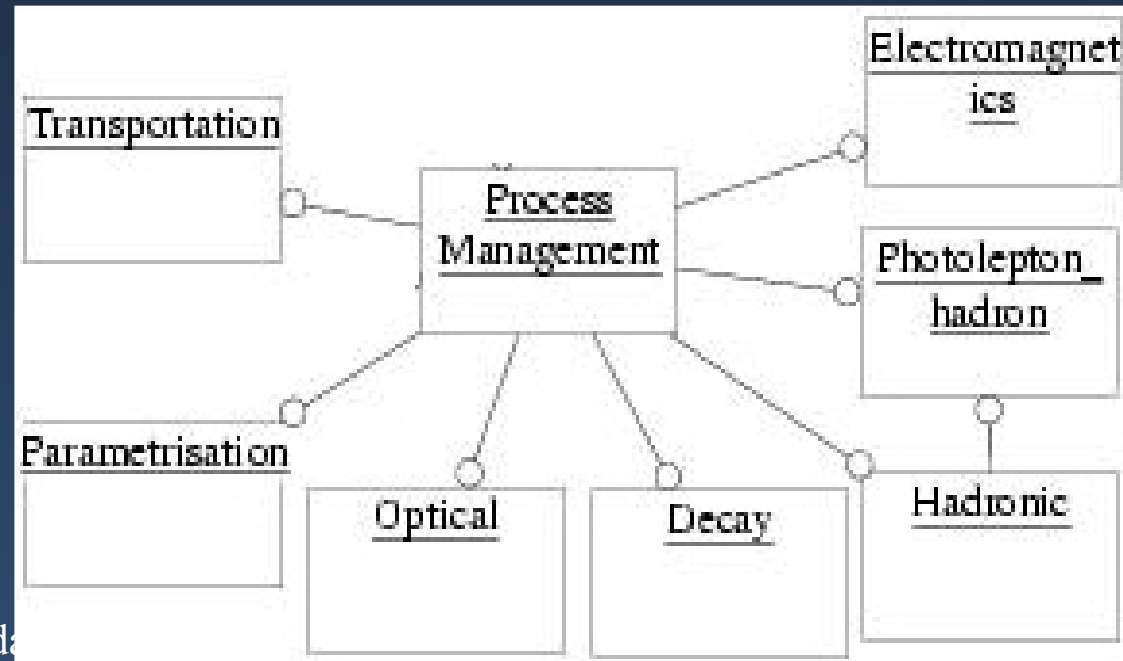 Electromagnet
ics
Transportation
Process
Management
Photolepton_
hadron
Parametrisation
Optical
Decay
Hadronic